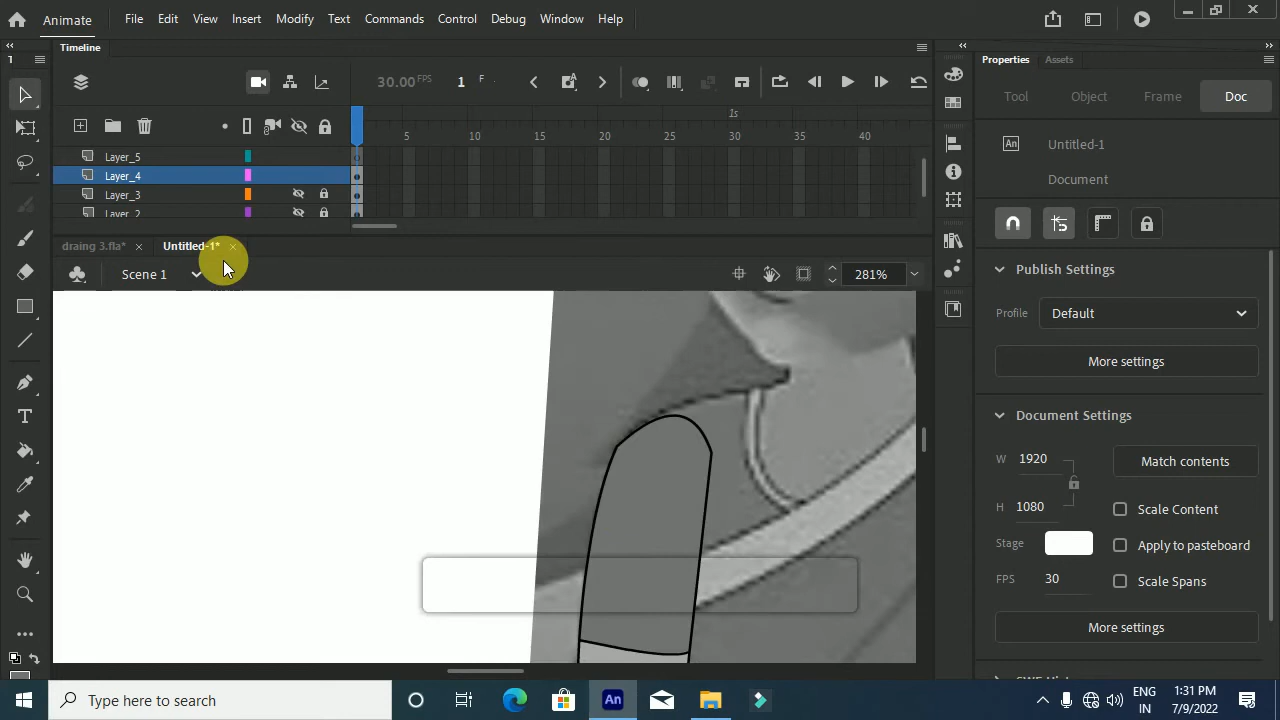 Animate File Edit View Insert Modify Text Commands Control Debug Window Help
1 Timeline Properties Assets
30.00 FPS 1 F
Tool Object Frame Doc
1s
5 10 15 20 25 30 35 40
Layer_5
Layer_4
Layer_3
Layer_2
An Untitled-1
Document
draing 3.fla* × Untitled-1* ×
Scene 1 281%
Publish Settings
Profile Default
More settings
Document Settings
W 1920 Match contents
H 1080 Scale Content
Stage Apply to pasteboard
FPS 30 Scale Spans
More settings
Type here to search An ENG 1:31 PM
IN 7/9/2022